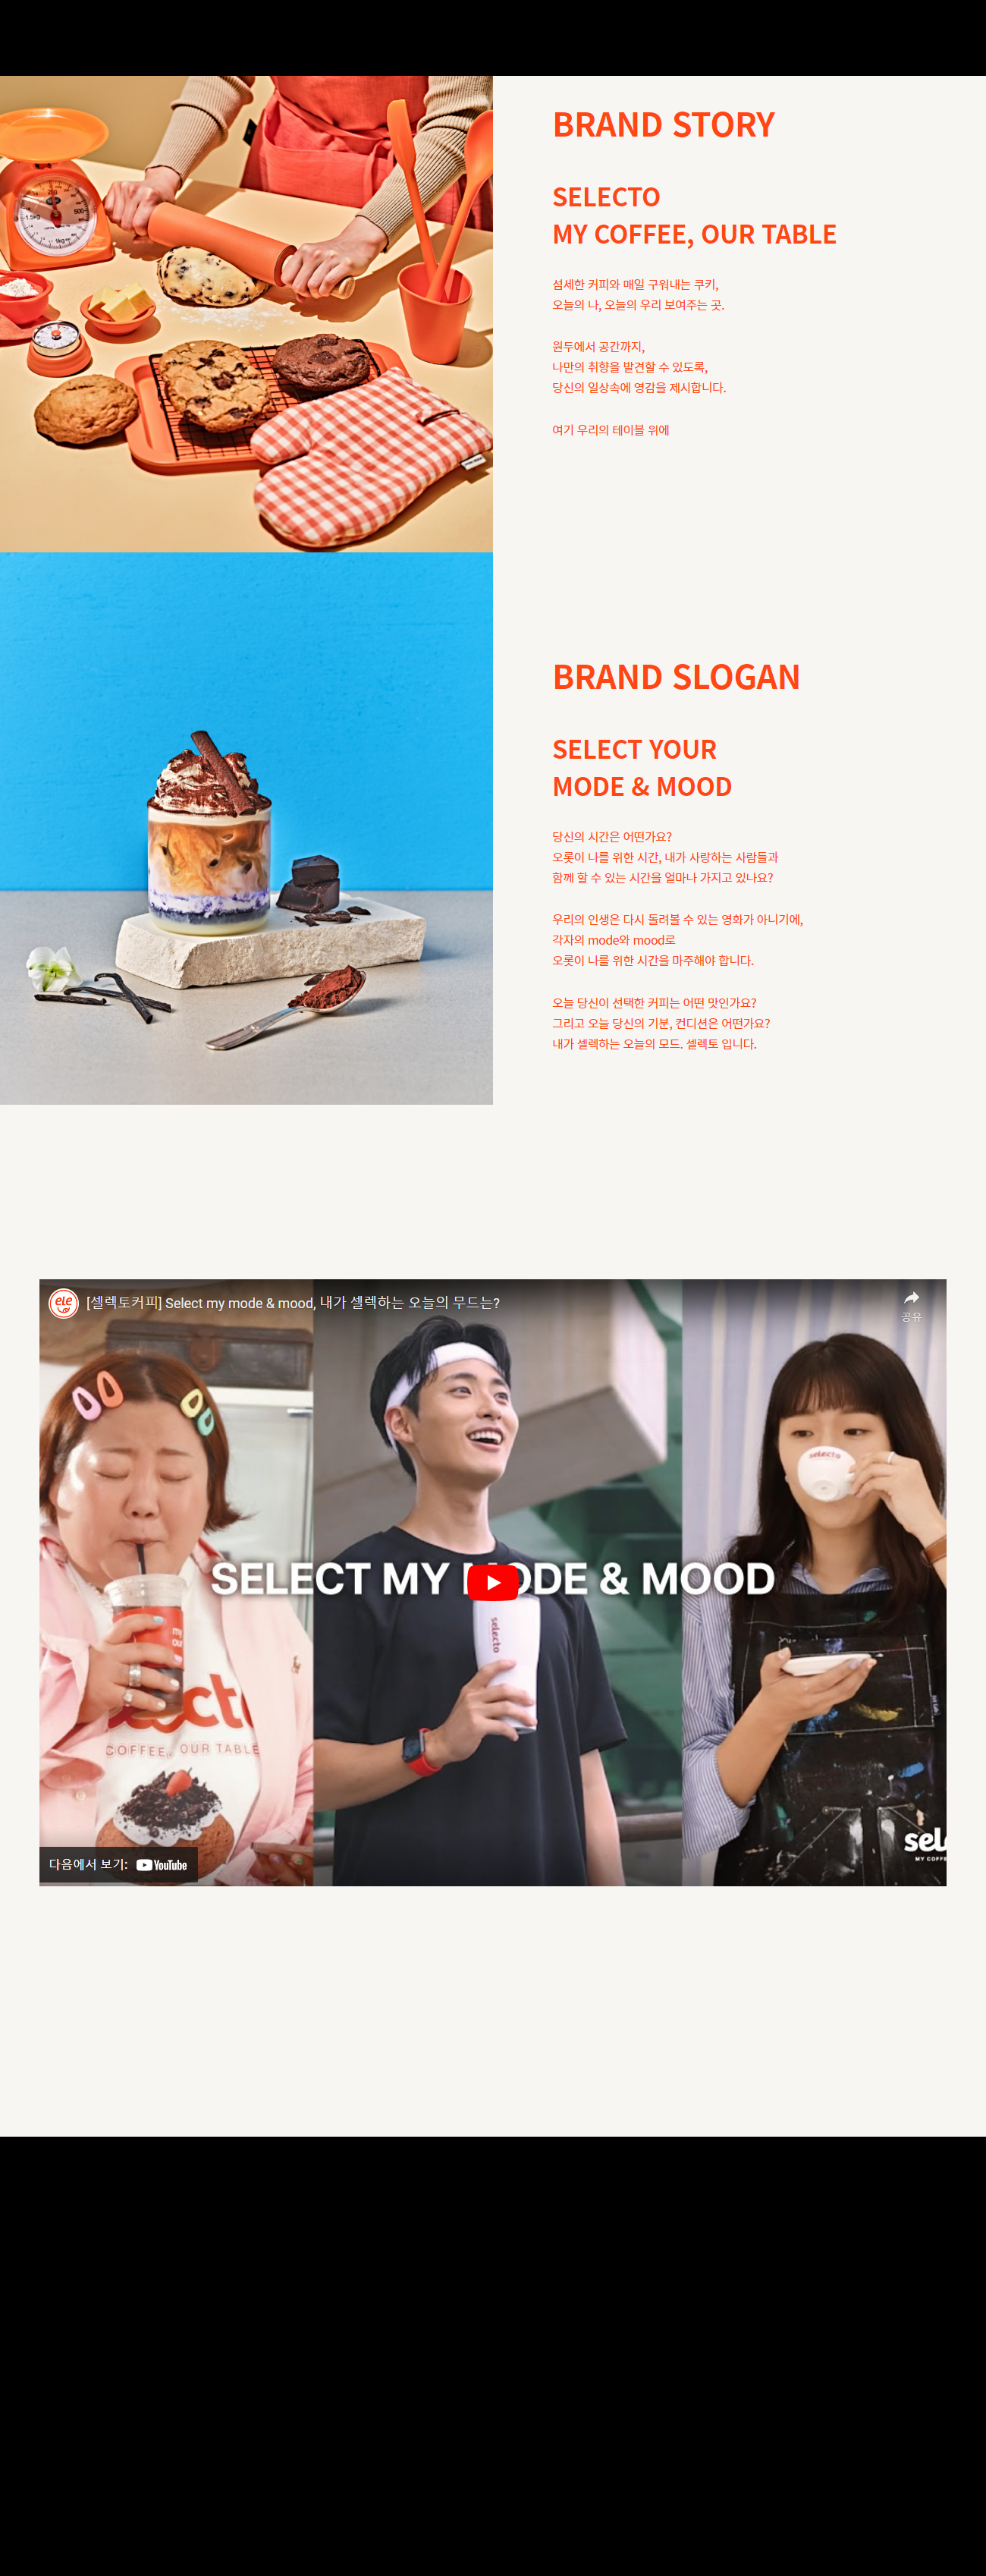 BRAND STORY
SELECTO
MY COFFEE, OUR TABLE
섬세한 커피와 매일 구워내는 쿠키,
오늘의 나, 오늘의 우리 보여주는 곳.
원두에서 공간까지,
나만의 취향을 발견할 수 있도록,
당신의 일상속에 영감을 제시합니다.
여기 우리의 테이블 위에
BRAND SLOGAN
SELECT YOUR
MODE & MOOD
당신의 시간은 어떤가요?
오롯이 나를 위한 시간, 내가 사랑하는 사람들과
함께 할 수 있는 시간을 얼마나 가지고 있나요?
우리의 인생은 다시 돌려볼 수 있는 영화가 아니기에,
각자의 mode와 mood로
오롯이 나를 위한 시간을 마주해야 합니다.
오늘 당신이 선택한 커피는 어떤 맛인가요?
그리고 오늘 당신의 기분, 컨디션은 어떤가요?
내가 셀렉하는 오늘의 모드. 셀렉토 입니다.
ele
[셀렉토커피] Select my mode & mood, 내가 셀렉하는 오늘의 무드는?
공유
selecto
SELECT MY MODE & MOOD
selecto
my
ou
ct
COFFEE, OUR TABLE
sel
MY COFFE
다음에서 보기: YouTube